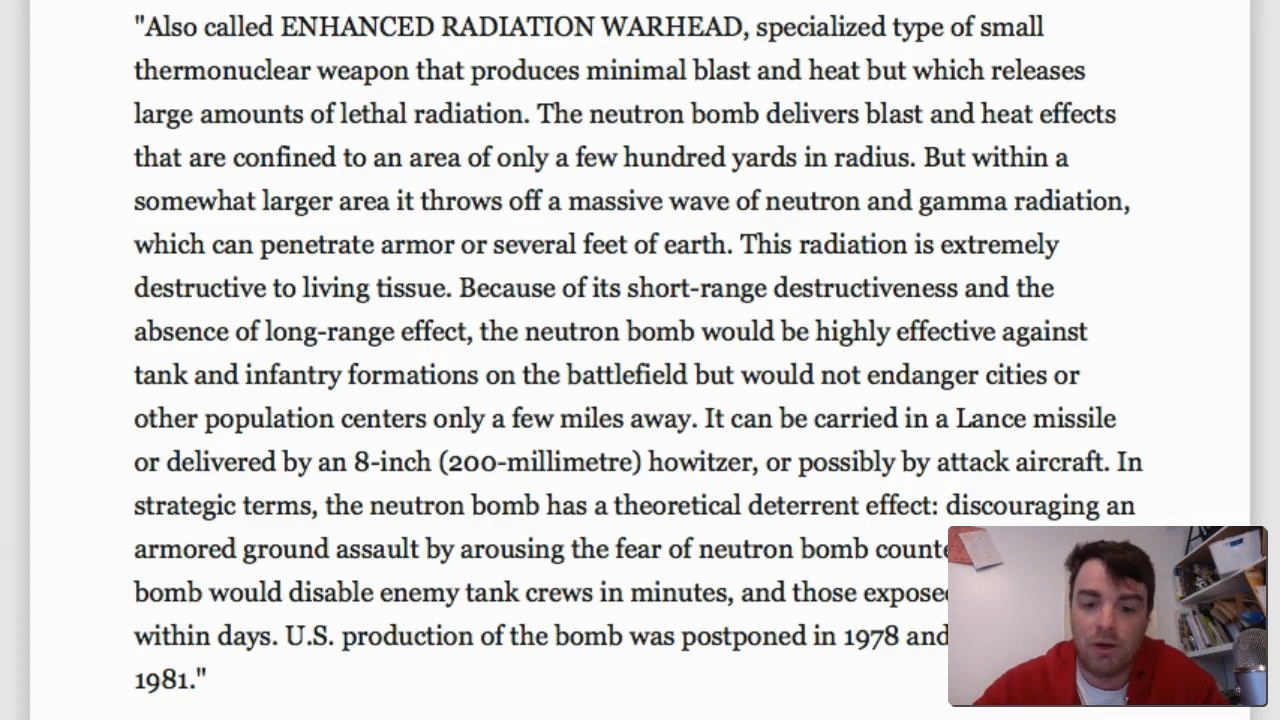 "Also called ENHANCED RADIATION WARHEAD, specialized type of small
thermonuclear weapon that produces minimal blast and heat but which releases
large amounts of lethal radiation. The neutron bomb delivers blast and heat effects
that are confined to an area of only a few hundred yards in radius. But within a
somewhat larger area it throws off a massive wave of neutron and gamma radiation,
which can penetrate armor or several feet of earth. This radiation is extremely
destructive to living tissue. Because of its short-range destructiveness and the
absence of long-range effect, the neutron bomb would be highly effective against
tank and infantry formations on the battlefield but would not endanger cities or
other population centers only a few miles away. It can be carried in a Lance missile
or delivered by an 8-inch (200-millimetre) howitzer, or possibly by attack aircraft. In
strategic terms, the neutron bomb has a theoretical deterrent effect: discouraging an
armored ground assault by arousing the fear of neutron bomb
bomb would disable enemy tank crews in minutes, and those
within days. U.S. production of the bomb was postponed in 1978 and
1981."